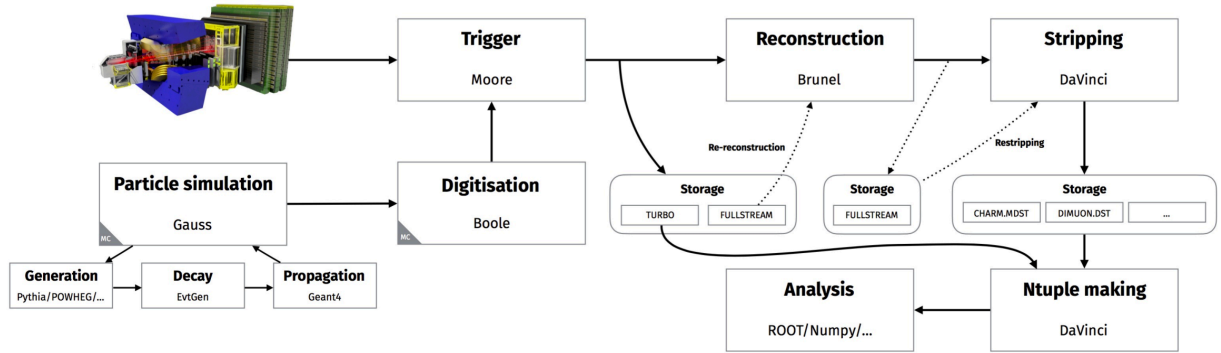 Trigger
Moore
Reconstruction
Brunel
Stripping
DaVinci
Re-reconstruction
Restripping
Particle simulation
Gauss
MC
Digitisation
Boole
MC
Storage
TURBO
FULLSTREAM
Storage
FULLSTREAM
Storage
CHARM.MDST
DIMUON.DST
...
Generation
Pythia/POWHEG/...
Decay
EvtGen
Propagation
Geant4
Analysis
ROOT/Numpy/...
Ntuple making
DaVinci